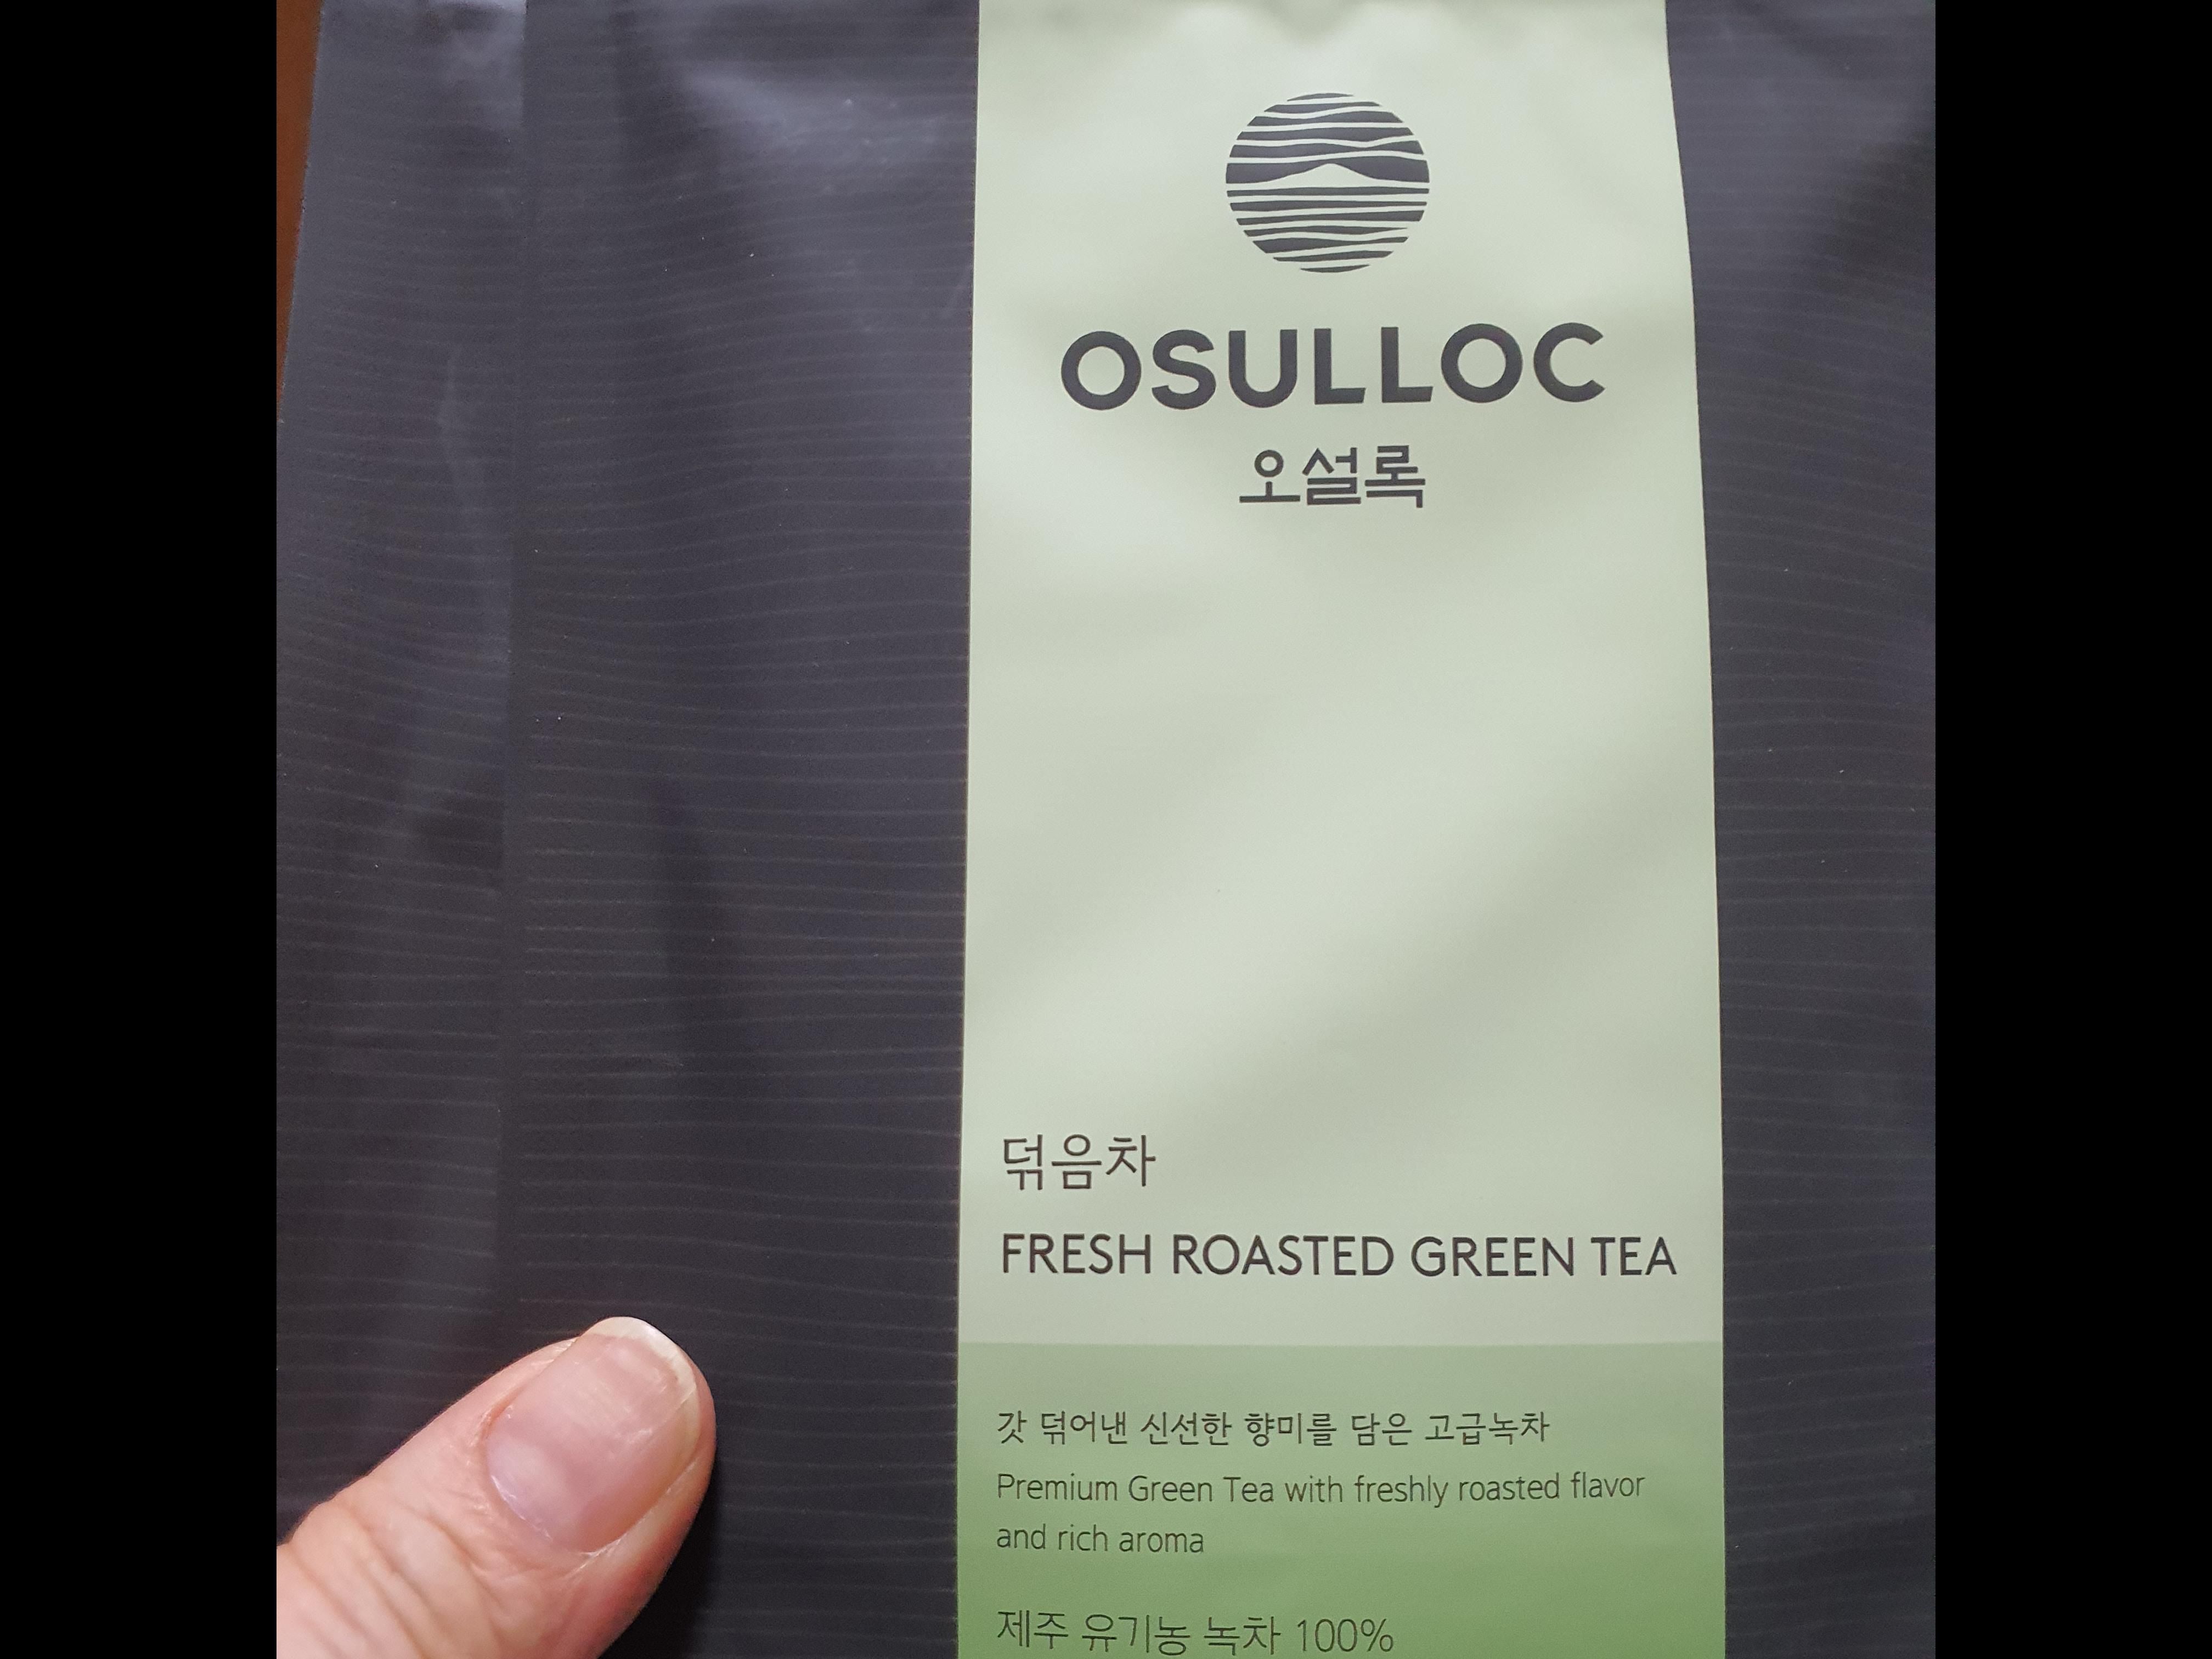 OSULLOC
오설록
덖음차
FRESH ROASTED GREEN TEA
갓 덖어낸 신선한 향미를 담은 고급녹차
Premium Green Tea with freshly roasted flavor
and rich aroma
제주 유기농 녹차 100%